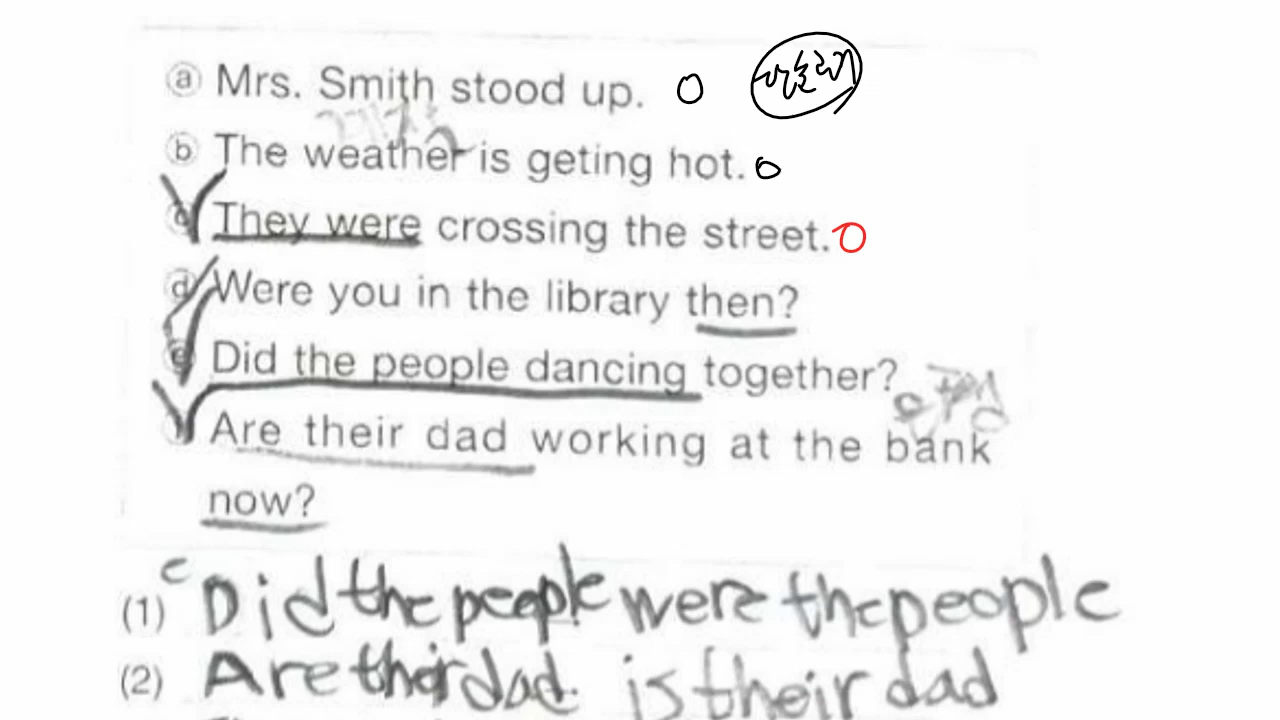 ⓐ Mrs. Smith stood up. O
ⓑ The weather is geting hot. O
They were crossing the street. O
ⓓ Were you in the library then?
ⓔ Did the people dancing together?
Are their dad working at the bank
now?
(1) e Did the people were the people
(2) Are their dad. is their dad